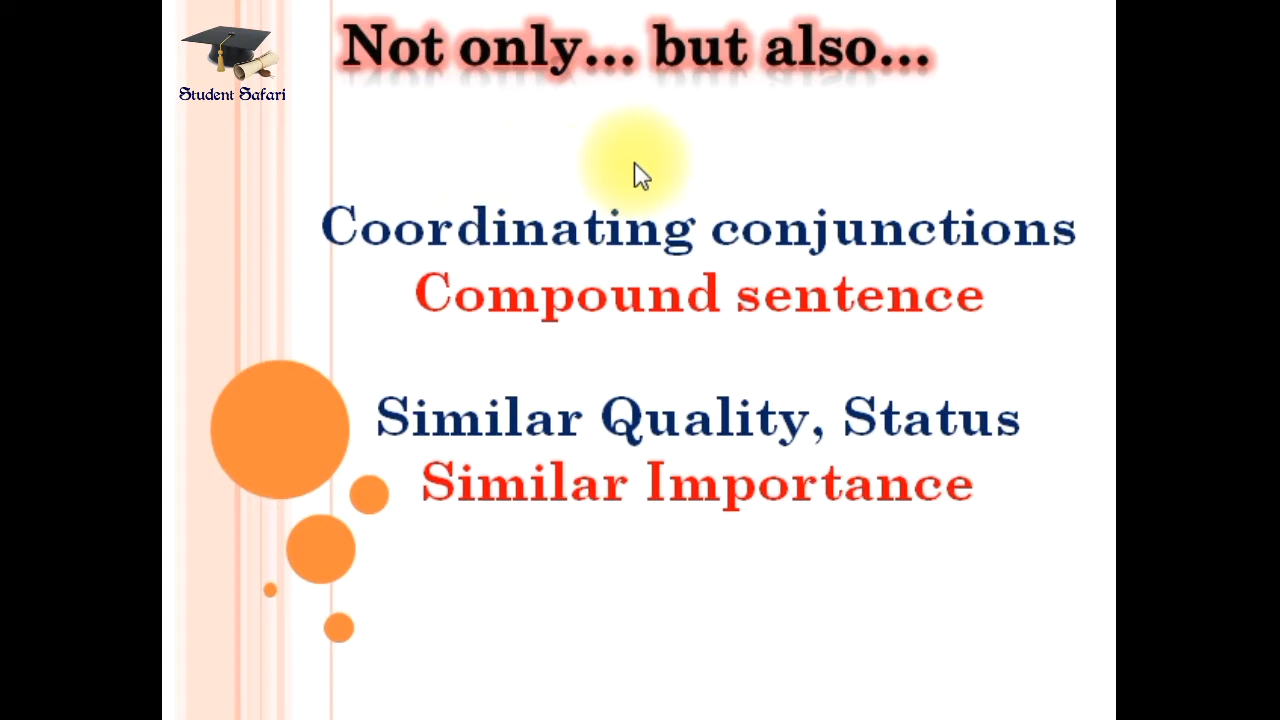 Not only... but also...
Student Safari
Coordinating conjunctions
Compound sentence
Similar Quality, Status
Similar Importance